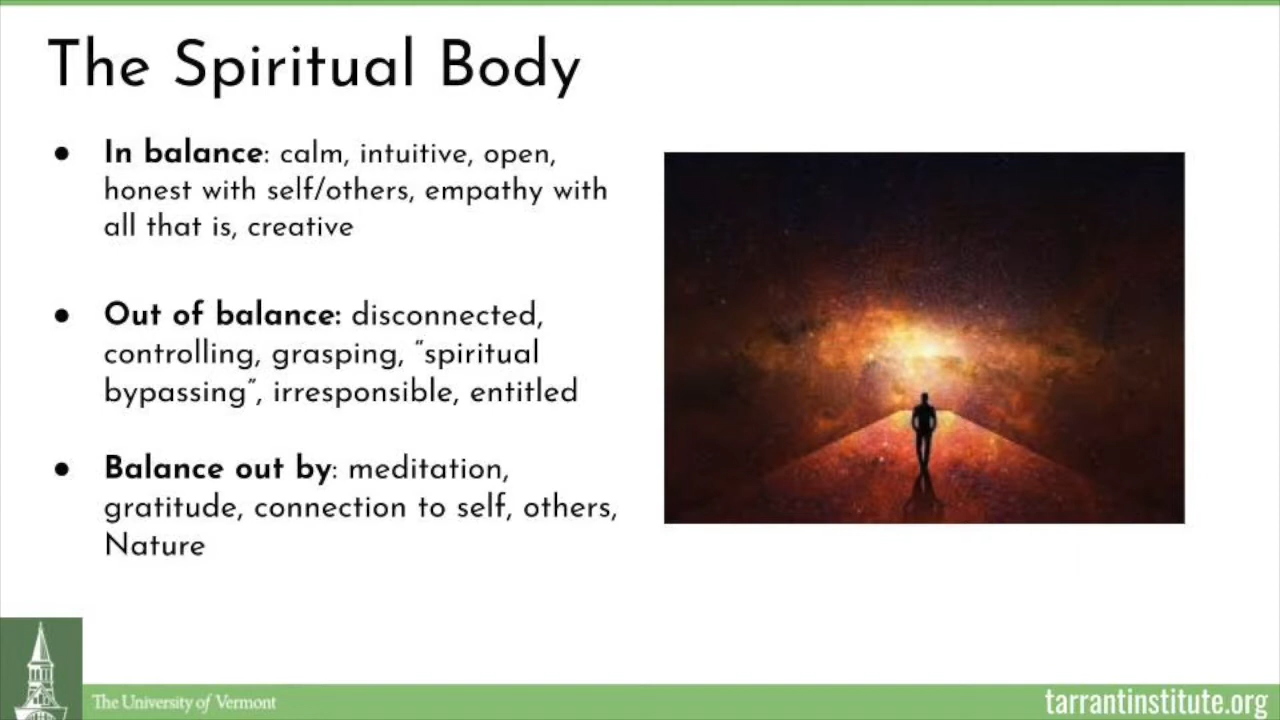 The Spiritual Body
● In balance: calm, intuitive, open,
honest with self/others, empathy with
all that is, creative
● Out of balance: disconnected,
controlling, grasping, “spiritual
bypassing”, irresponsible, entitled
● Balance out by: meditation,
gratitude, connection to self, others,
Nature
The University of Vermont
tarrantinstitute.org